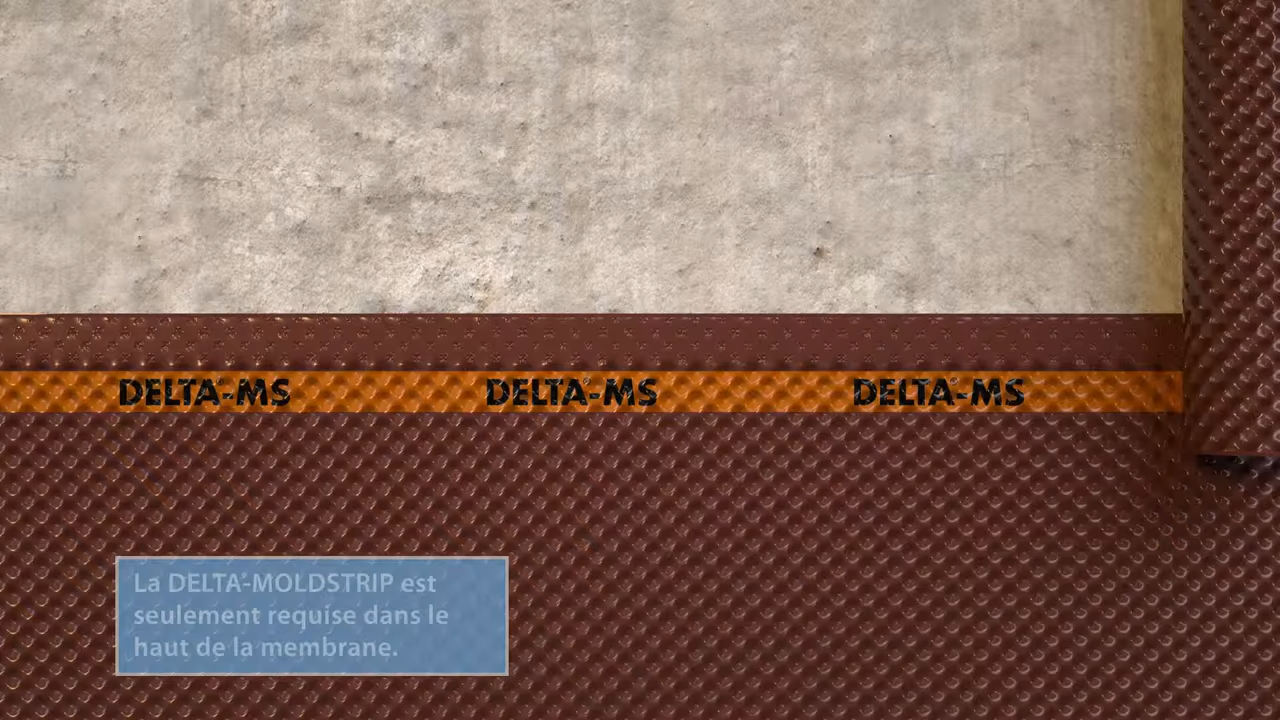 DELTA-MS DELTA-MS DELTA-MS
La DELTA-MOLDSTRIP est
seulement requise dans le
haut de la membrane.